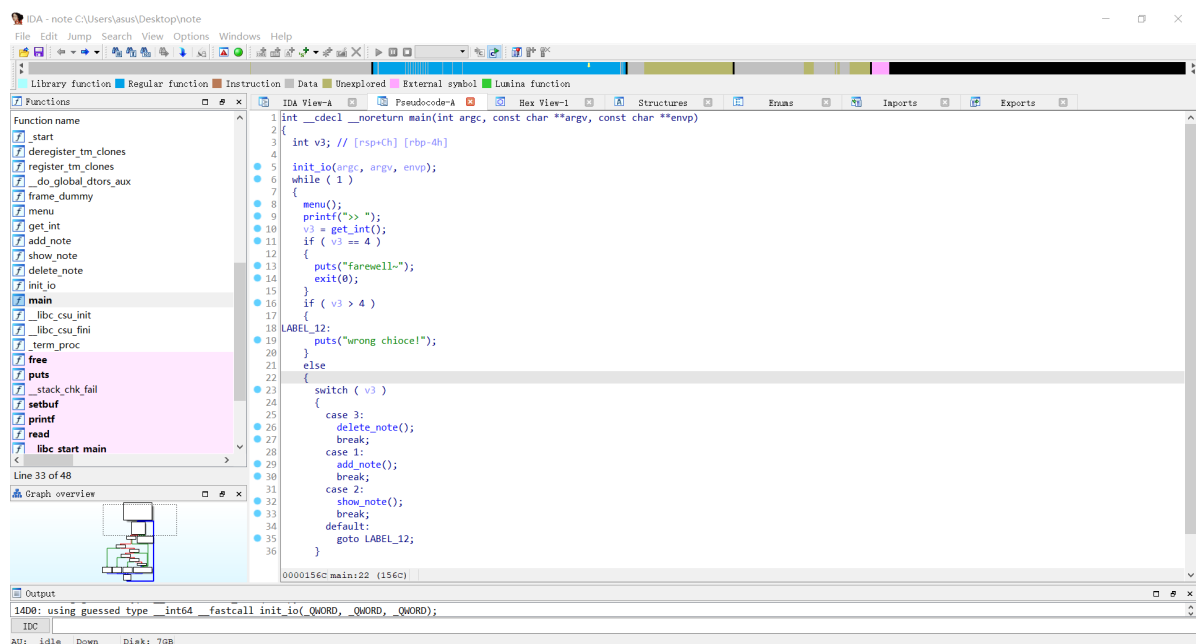 IDA - note C:\Users\asus\Desktop\note
File Edit Jump Search View Options Windows Help
Library function Regular function Instruction Data Unexplored External symbol Lumina function
Functions
IDA View-A Pseudocode-A Hex View-1 Structures Enums Imports Exports
Function name
_start
deregister_tm_clones
register_tm_clones
__do_global_dtors_aux
frame_dummy
menu
get_int
add_note
show_note
delete_note
init_io
main
__libc_csu_init
__libc_csu_fini
_term_proc
free
puts
__stack_chk_fail
setbuf
printf
read
__libc_start_main
Line 33 of 48
Graph overview
1 int __cdecl __noreturn main(int argc, const char **argv, const char **envp)
2 {
3 int v3; // [rsp+Ch] [rbp-4h]
4
5 init_io(argc, argv, envp);
6 while ( 1 )
7 {
8 menu();
9 printf(">> ");
10 v3 = get_int();
11 if ( v3 == 4 )
12 {
13 puts("farewell~");
14 exit(0);
15 }
16 if ( v3 > 4 )
17 {
18 LABEL_12:
19 puts("wrong chioce!");
20 }
21 else
22 {
23 switch ( v3 )
24 {
25 case 3:
26 delete_note();
27 break;
28 case 1:
29 add_note();
30 break;
31 case 2:
32 show_note();
33 break;
34 default:
35 goto LABEL_12;
36 }
0000156C main:22 (156C)
Output
14D0: using guessed type __int64 __fastcall init_io(_QWORD, _QWORD, _QWORD);
IDC
AU: idle Down Disk: 7GB